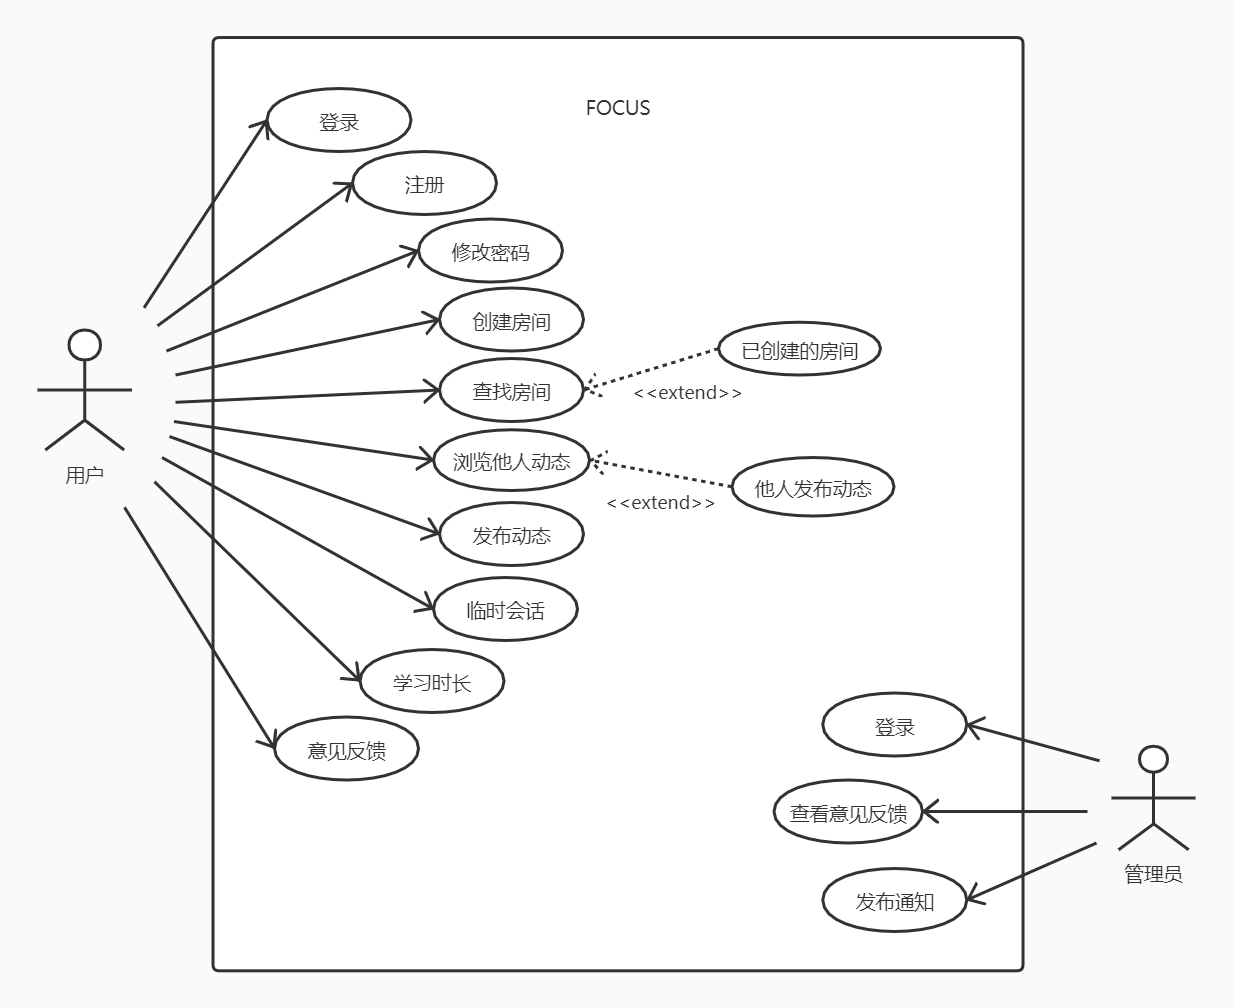 FOCUS
登录
注册
修改密码
创建房间
查找房间
已创建的房间
<<extend>>
浏览他人动态
他人发布动态
<<extend>>
发布动态
临时会话
学习时长
意见反馈
用户
登录
查看意见反馈
发布通知
管理员